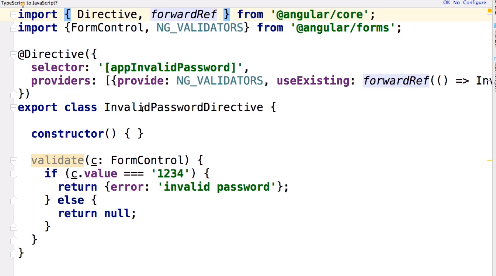 TypeScript to JavaScript?
OK No Configure
import { Directive, forwardRef } from '@angular/core';
import {FormControl, NG_VALIDATORS} from '@angular/forms';
@Directive({
selector: '[appInvalidPassword]',
providers: [{provide: NG_VALIDATORS, useExisting: forwardRef(() => Inv
})
export class InvalidPasswordDirective {
constructor() { }
validate(c: FormControl) {
if (c.value === '1234') {
return {error: 'invalid password'};
} else {
return null;
}
}
}